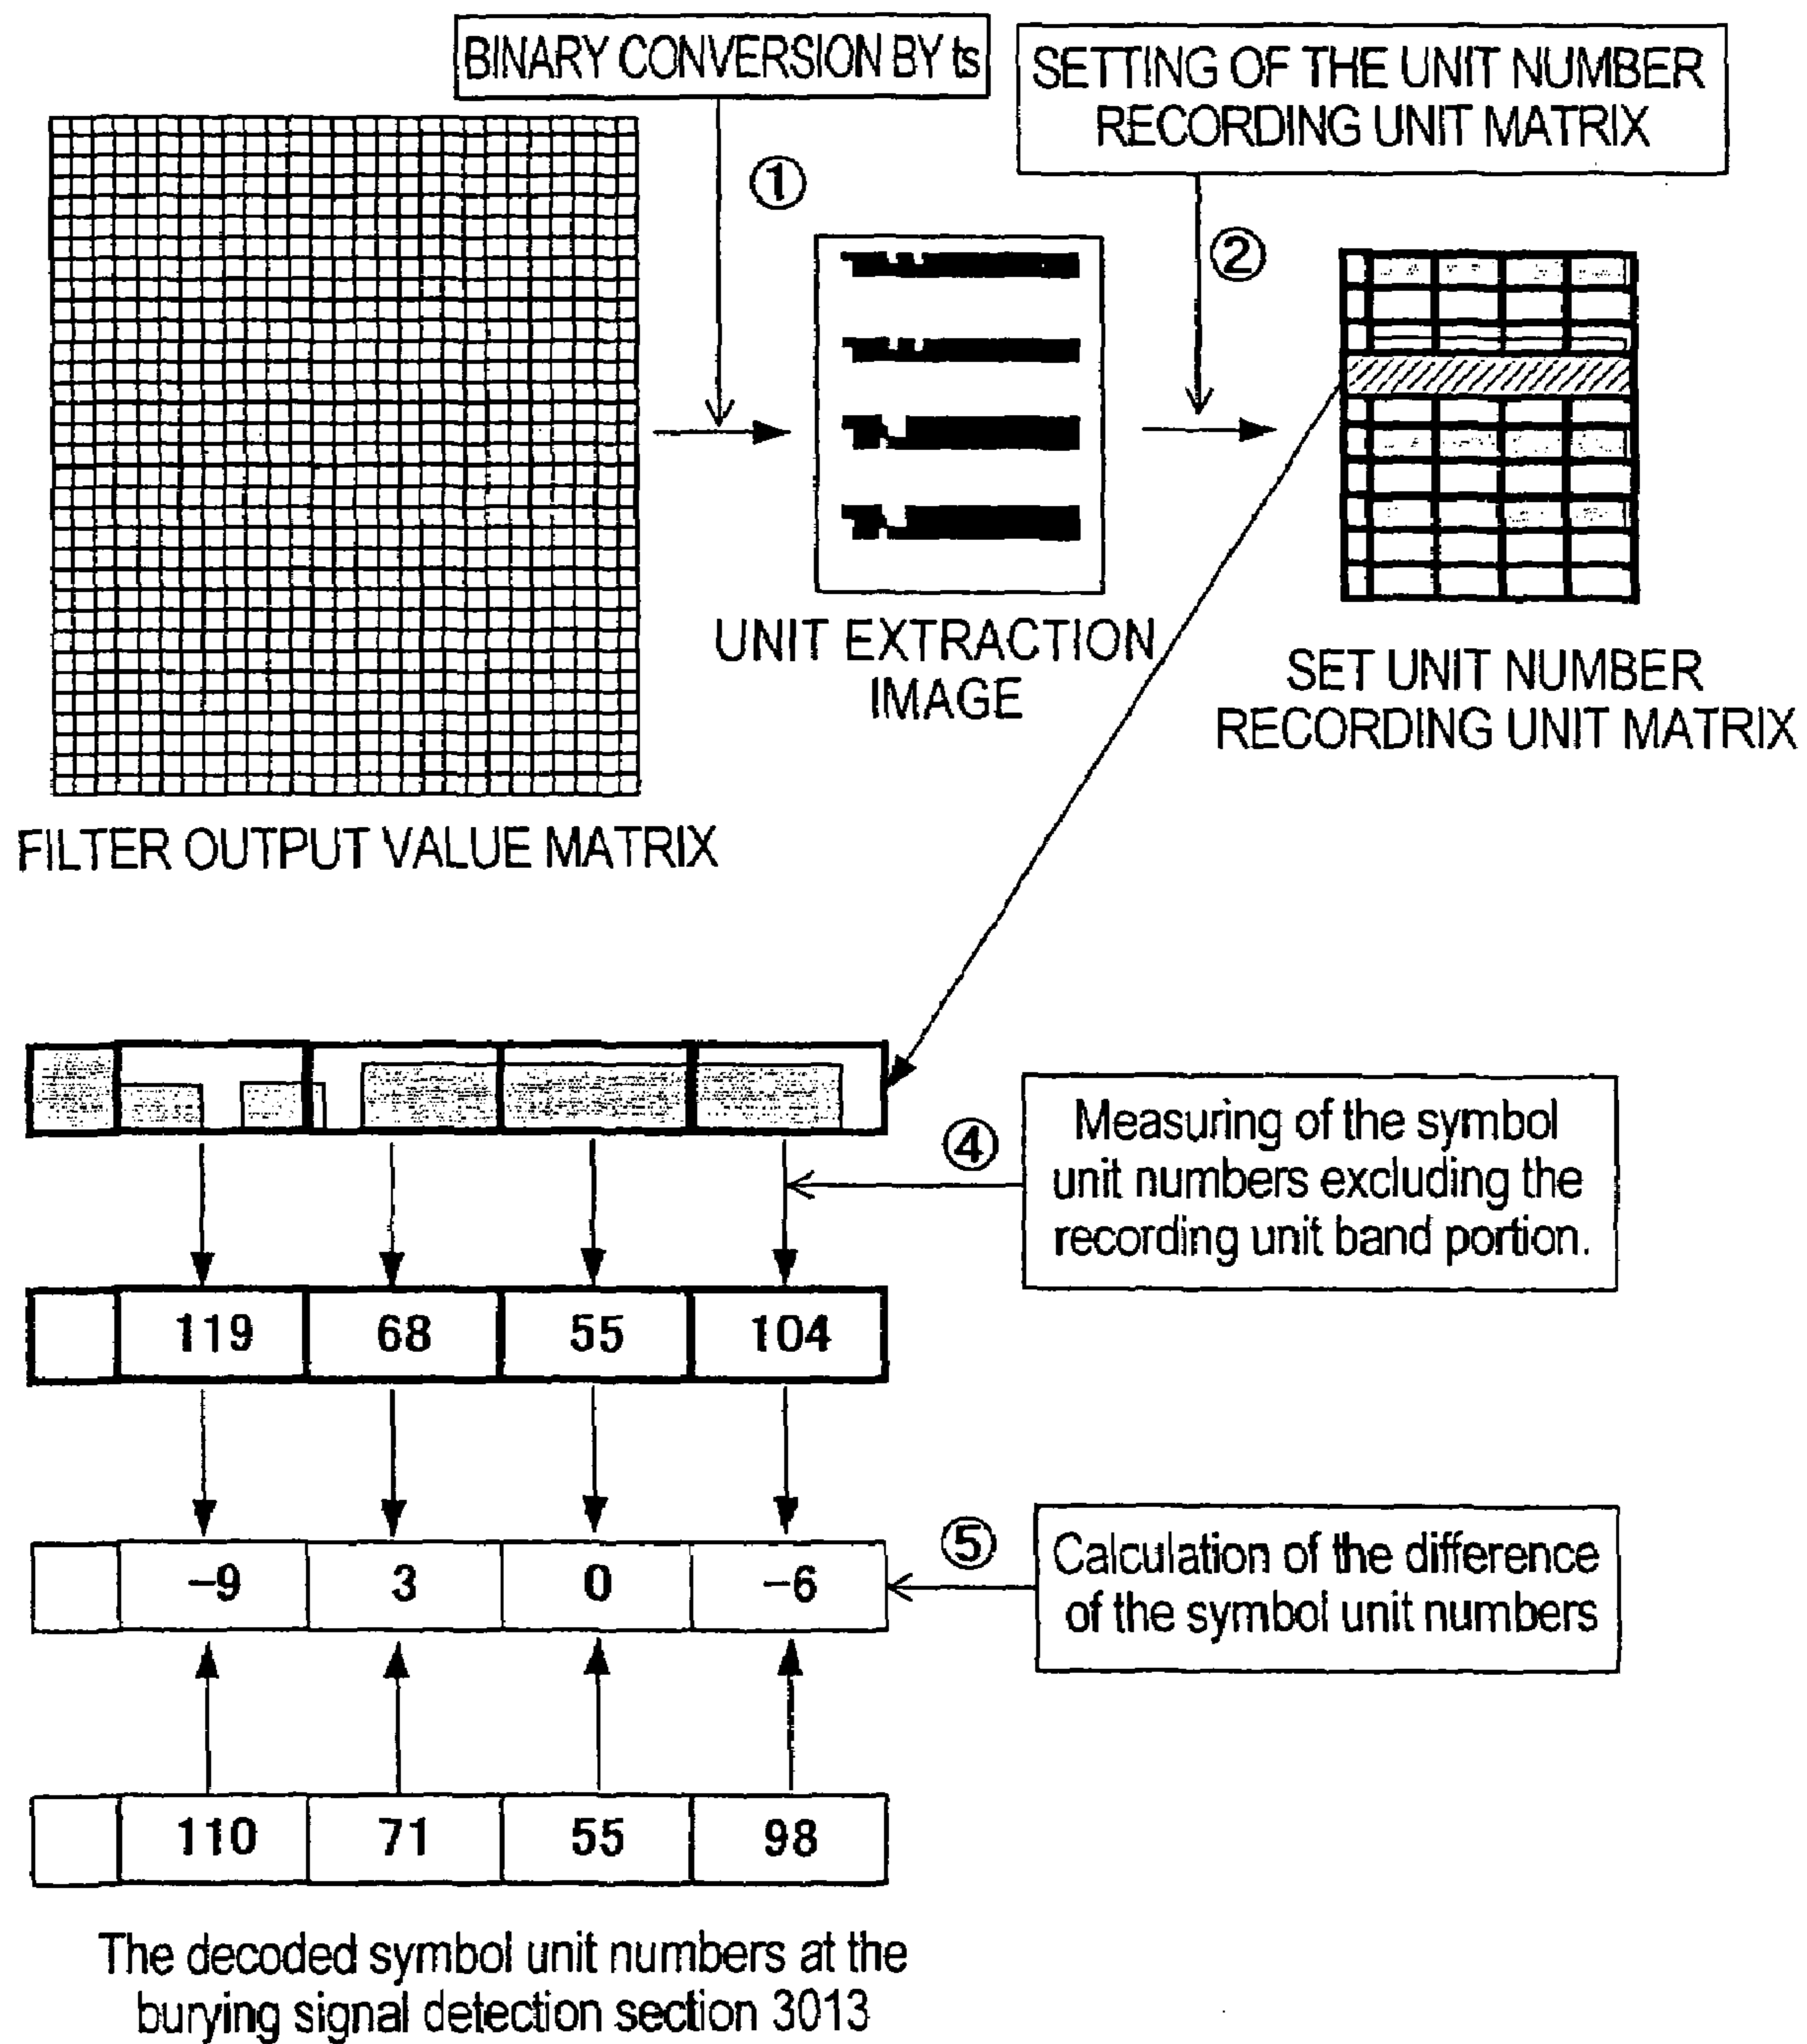 BINARY CONVERSION BY ts
SETTING OF THE UNIT NUMBER
RECORDING UNIT MATRIX
①
②
UNIT EXTRACTION
IMAGE
SET UNIT NUMBER
RECORDING UNIT MATRIX
FILTER OUTPUT VALUE MATRIX
④
Measuring of the symbol
unit numbers excluding the
recording unit band portion.
119 68 55 104
⑤
Calculation of the difference
of the symbol unit numbers
−9 3 0 −6
110 71 55 98
The decoded symbol unit numbers at the
burying signal detection section 3013